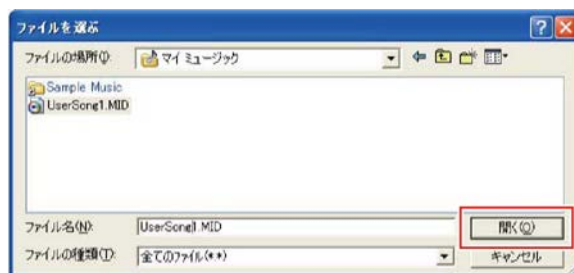 ファイルを選ぶ
ファイルの場所(I):
マイ ミュージック
Sample Music
UserSong1.MID
ファイル名(N):
UserSong1.MID
開く(O)
ファイルの種類(T):
全てのファイル(*.*)
キャンセル